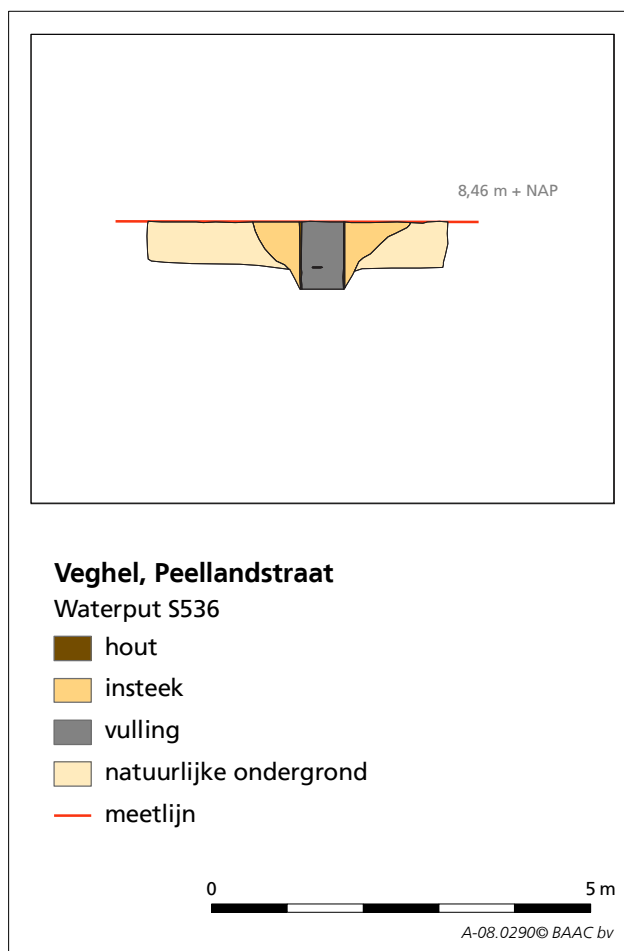 8,46 m + NAP
Veghel, Peellandstraat
Waterput S536
hout
insteek
vulling
natuurlijke ondergrond
meetlijn
0 5 m
A-08.0290© BAAC bv